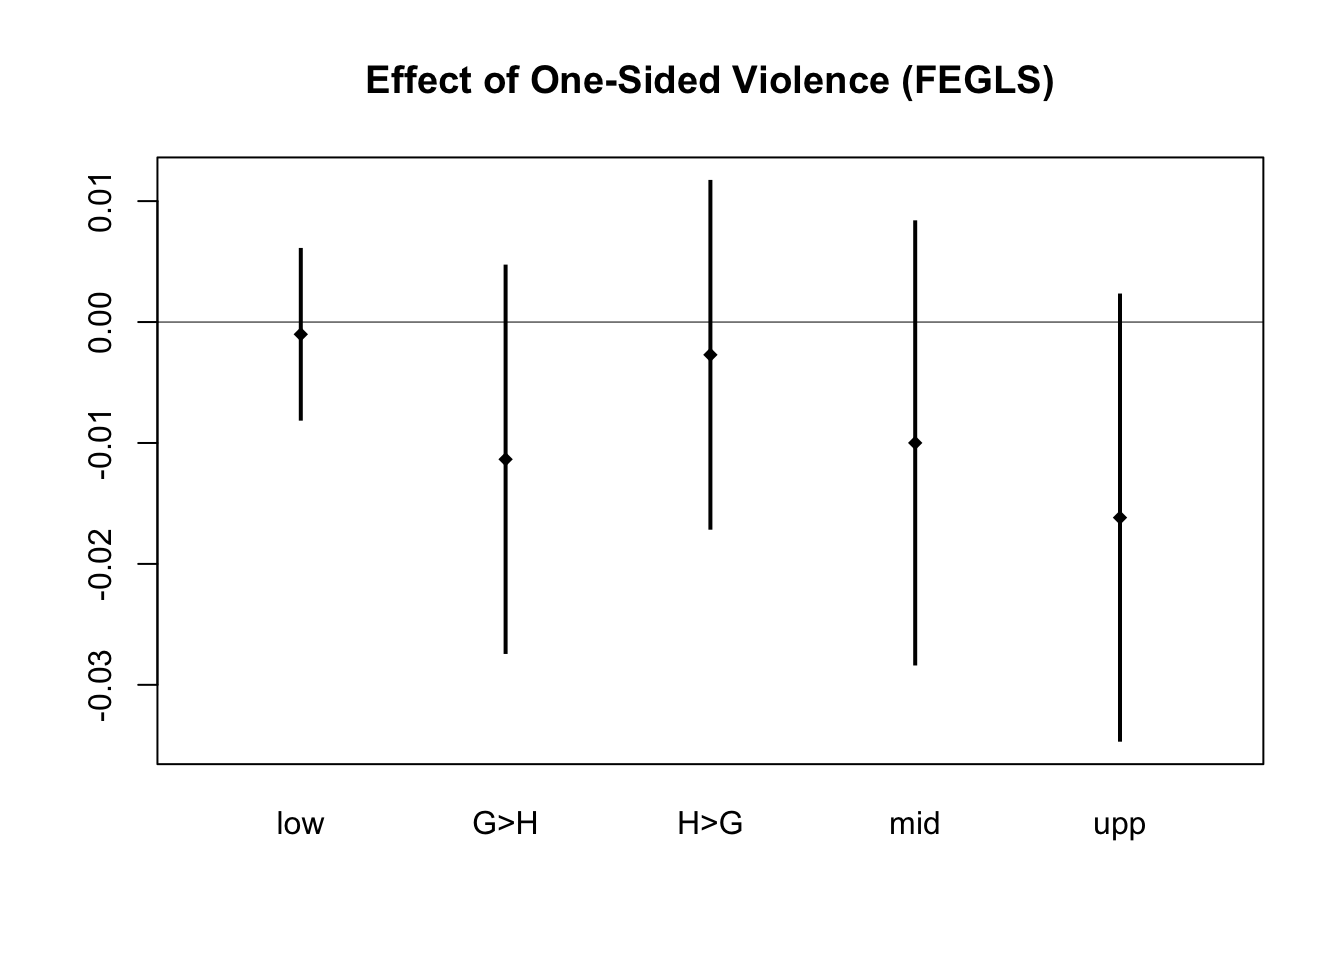 Effect of One-Sided Violence (FEGLS)
0.01
0.00
-0.01
-0.02
-0.03
low G>H H>G mid upp